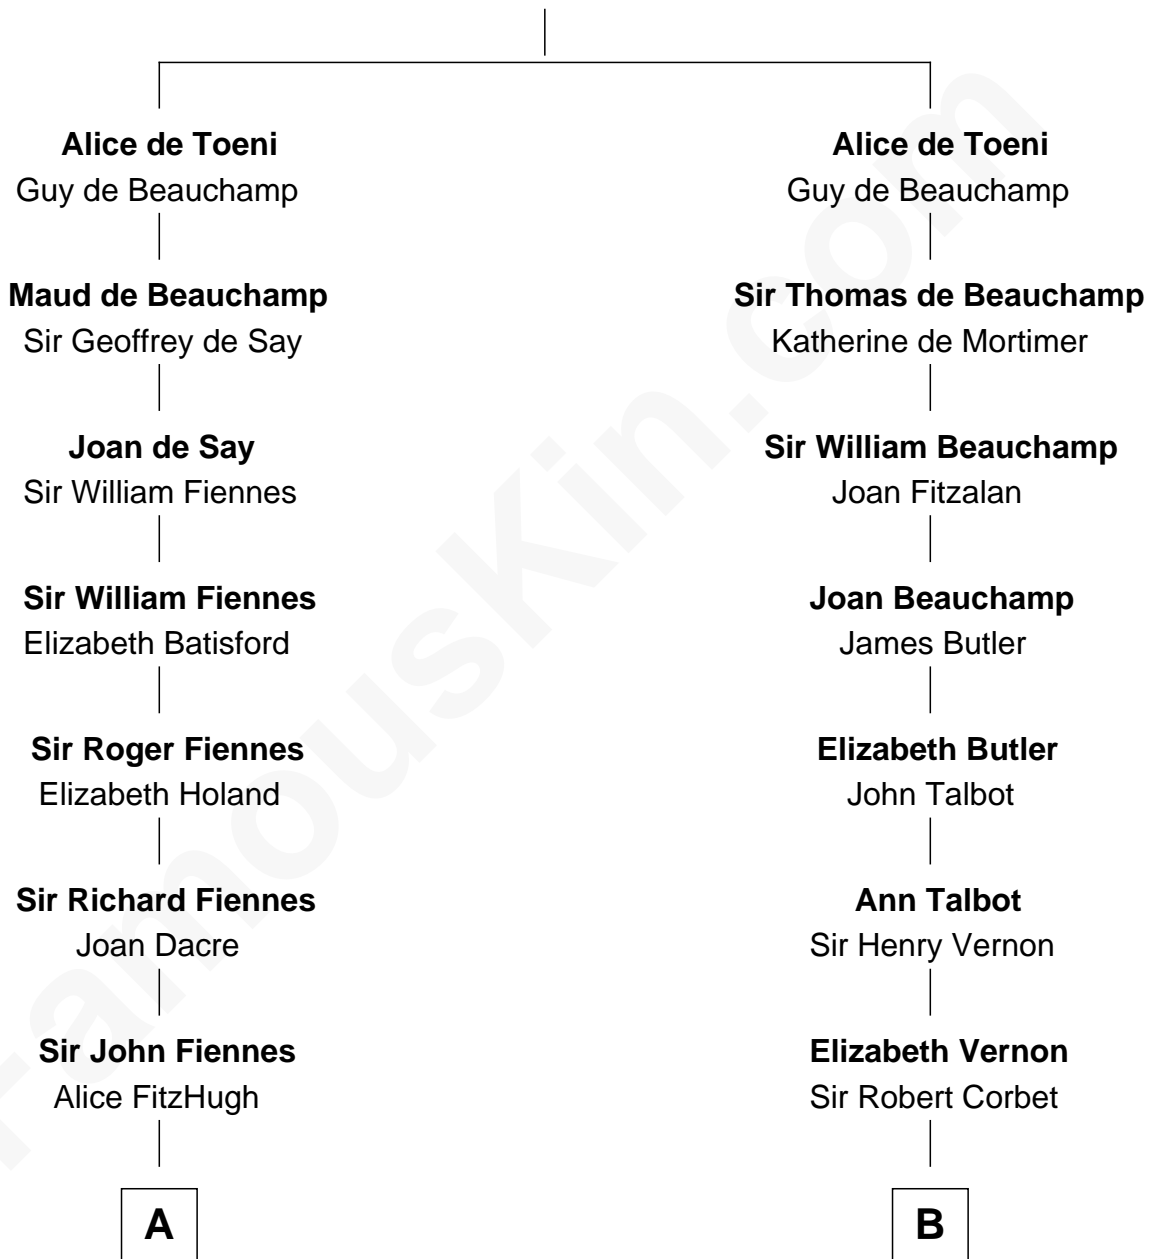 Alice de Toeni
Guy de Beauchamp
Maud de Beauchamp
Sir Geoffrey de Say
Joan de Say
Sir William Fiennes
Sir William Fiennes
Elizabeth Batisford
Sir Roger Fiennes
Elizabeth Holand
Sir Richard Fiennes
Joan Dacre
Sir John Fiennes
Alice FitzHugh
A
Alice de Toeni
Guy de Beauchamp
Sir Thomas de Beauchamp
Katherine de Mortimer
Sir William Beauchamp
Joan Fitzalan
Joan Beauchamp
James Butler
Elizabeth Butler
John Talbot
Ann Talbot
Sir Henry Vernon
Elizabeth Vernon
Sir Robert Corbet
B
FamousKin.com